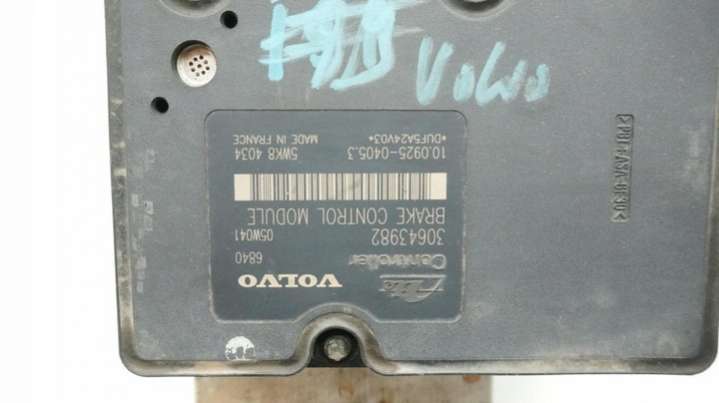 Volvo
Ate VOLVO
Controller 6840
30643982 05W041
BRAKE CONTROL MODULE
10.0925-0405.3 5WK8 4034
*DUF5A24V03* MADE IN FRANCE